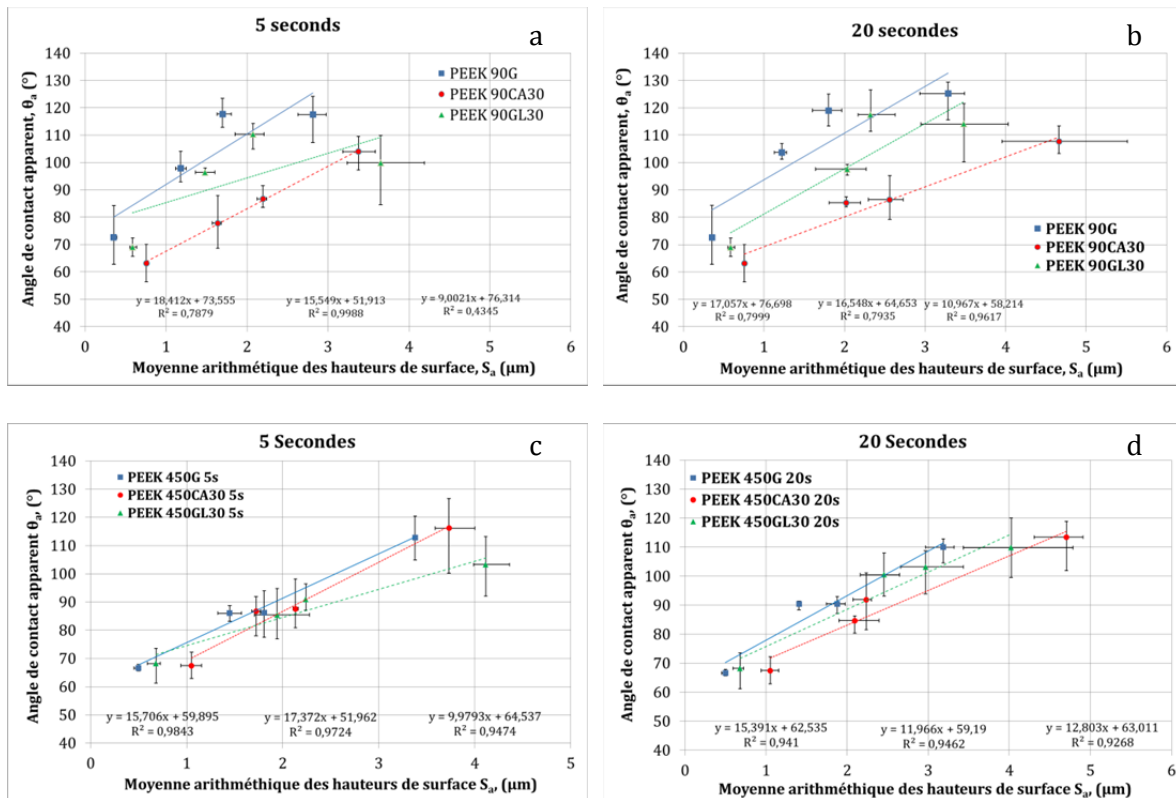 5 seconds
a
PEEK 90G
PEEK 90CA30
PEEK 90GL30
Angle de contact apparent, θa (°)
140
130
120
110
100
90
80
70
60
50
40
y = 18,412x + 73,555
R² = 0,7879
y = 15,549x + 51,913
R² = 0,9988
y = 9,0021x + 76,314
R² = 0,4345
0 1 2 3 4 5 6
Moyenne arithmétique des hauteurs de surface, Sa (µm)
20 secondes
b
PEEK 90G
PEEK 90CA30
PEEK 90GL30
Angle de contact apparent, θa (°)
140
130
120
110
100
90
80
70
60
50
40
y = 17,057x + 76,698
R² = 0,7999
y = 16,548x + 64,653
R² = 0,7935
y = 10,967x + 58,214
R² = 0,9617
0 1 2 3 4 5 6
Moyenne arithmétique des hauteurs de surface, Sa (µm)
5 Secondes
c
PEEK 450G 5s
PEEK 450CA30 5s
PEEK 450GL30 5s
Angle de contact apparent θa, (°)
140
130
120
110
100
90
80
70
60
50
40
y = 15,706x + 59,895
R² = 0,9843
y = 17,372x + 51,962
R² = 0,9724
y = 9,9793x + 64,537
R² = 0,9474
0 1 2 3 4 5
Moyenne arithméthique des hauteurs de surface Sa, (µm)
20 Secondes
d
PEEK 450G 20s
PEEK 450CA30 20s
PEEK 450GL30 20s
Angle de contact apparent θa, (°)
140
130
120
110
100
90
80
70
60
50
40
y = 15,391x + 62,535
R² = 0,941
y = 11,966x + 59,19
R² = 0,9462
y = 12,803x + 63,011
R² = 0,9268
0 1 2 3 4 5 6
Moyenne arithméthique des hauteurs de surface Sa, (µm)